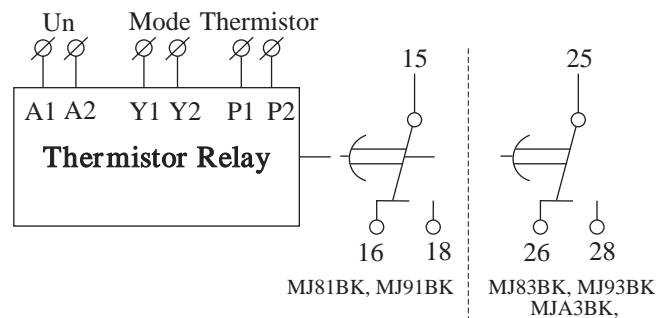 Un Mode Thermistor
A1 A2 Y1 Y2 P1 P2
Thermistor Relay
15 25
16 18 26 28
MJ81BK, MJ91BK MJ83BK, MJ93BK
MJA3BK,